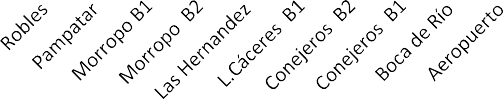 Robles
Pampatar
Morropo B1
Morropo B2
Las Hernandez
L.Cáceres B1
Conejeros B2
Conejeros B1
Boca de Río
Aeropuerto